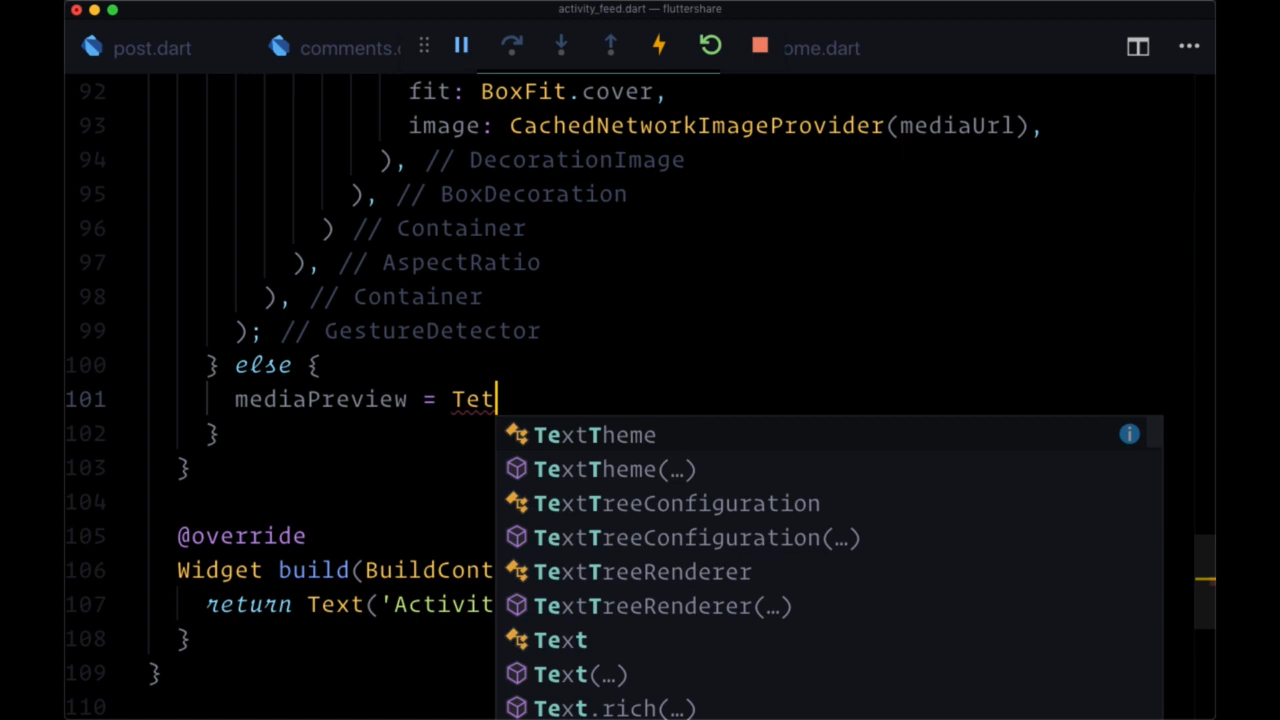 activity_feed.dart — fluttershare
post.dart comments. ome.dart
92 fit: BoxFit.cover,
93 image: CachedNetworkImageProvider(mediaUrl),
94 ), // DecorationImage
95 ), // BoxDecoration
96 ) // Container
97 ), // AspectRatio
98 ), // Container
99 ); // GestureDetector
100 } else {
101 mediaPreview = Tet
102 }
103 }
104
105 @override
106 Widget build(BuildCont
107 return Text('Activit
108 }
109 }
110
TextTheme
TextTheme(…)
TextTreeConfiguration
TextTreeConfiguration(…)
TextTreeRenderer
TextTreeRenderer(…)
Text
Text(…)
Text.rich(…)